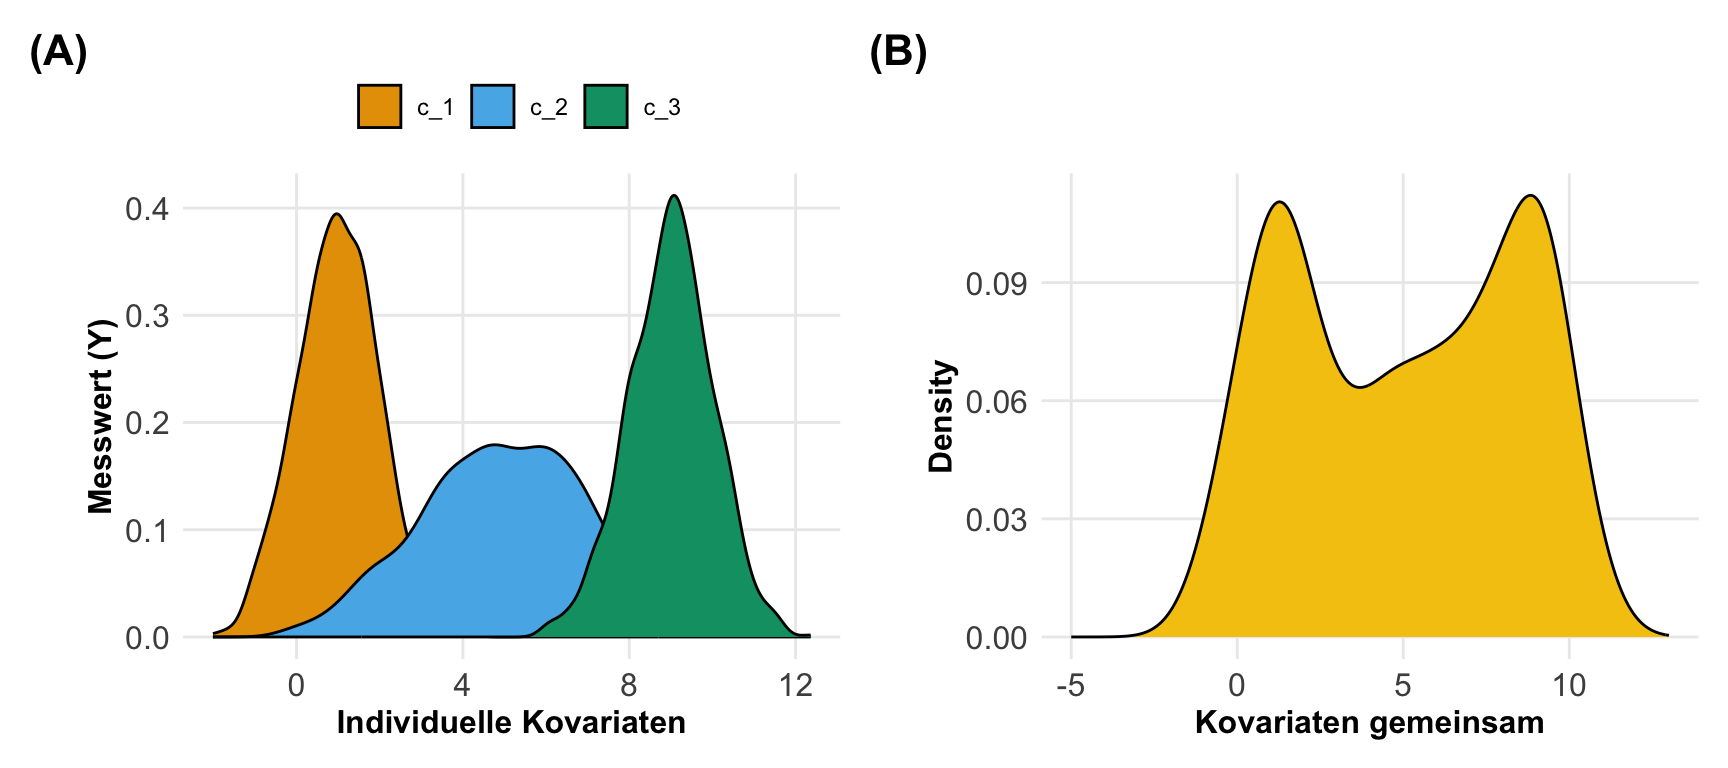 (A)
c_1 c_2 c_3
Messwert (Y)
0.4
0.3
0.2
0.1
0.0
0 4 8 12
Individuelle Kovariaten
(B)
Density
0.09
0.06
0.03
0.00
-5 0 5 10
Kovariaten gemeinsam